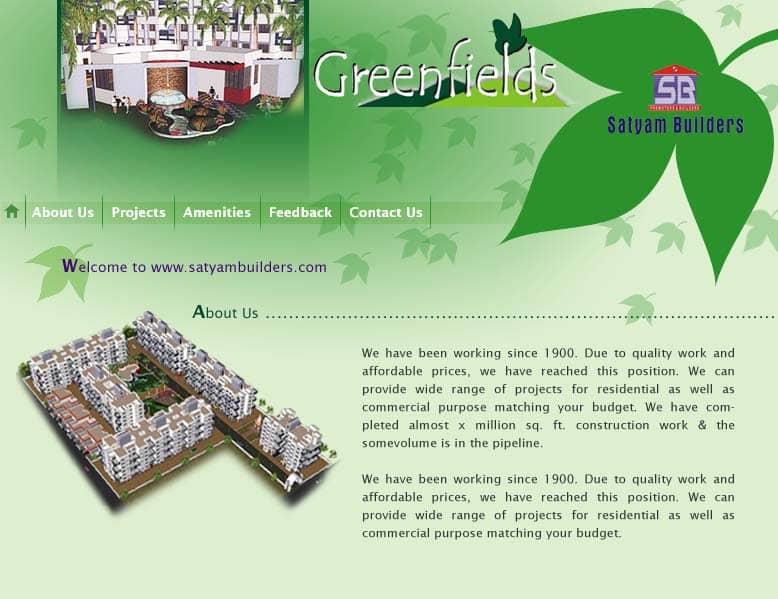 Greenfields
SB
PROMOTERS & BUILDERS
Satyam Builders
About Us Projects Amenities Feedback Contact Us
Welcome to www.satyambuilders.com
About Us
We have been working since 1900. Due to quality work and
affordable prices, we have reached this position. We can
provide wide range of projects for residential as well as
commercial purpose matching your budget. We have com-
pleted almost x million sq. ft. construction work & the
somevolume is in the pipeline.
We have been working since 1900. Due to quality work and
affordable prices, we have reached this position. We can
provide wide range of projects for residential as well as
commercial purpose matching your budget.